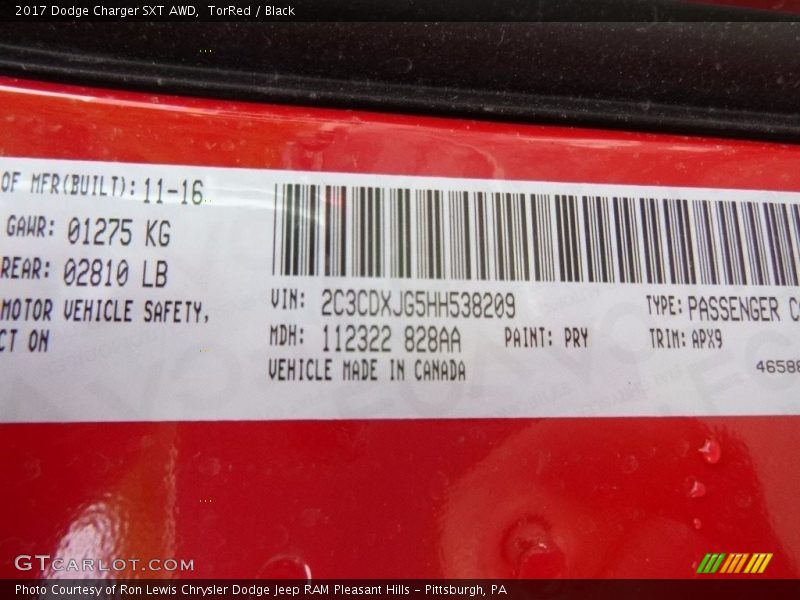 2017 Dodge Charger SXT AWD, TorRed / Black
OF MFR(BUILT): 11-16
GAWR: 01275 KG
REAR: 02810 LB
MOTOR VEHICLE SAFETY,
CT ON
VIN: 2C3CDXJG5HH538209
MDH: 112322 828AA
PAINT: PRY
VEHICLE MADE IN CANADA
TYPE: PASSENGER C
TRIM: APX9
4658
GTCARLOT.COM
Photo Courtesy of Ron Lewis Chrysler Dodge Jeep RAM Pleasant Hills - Pittsburgh, PA